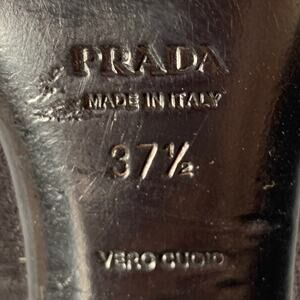 PRADA
MADE IN ITALY
37½
VERO CUOIO